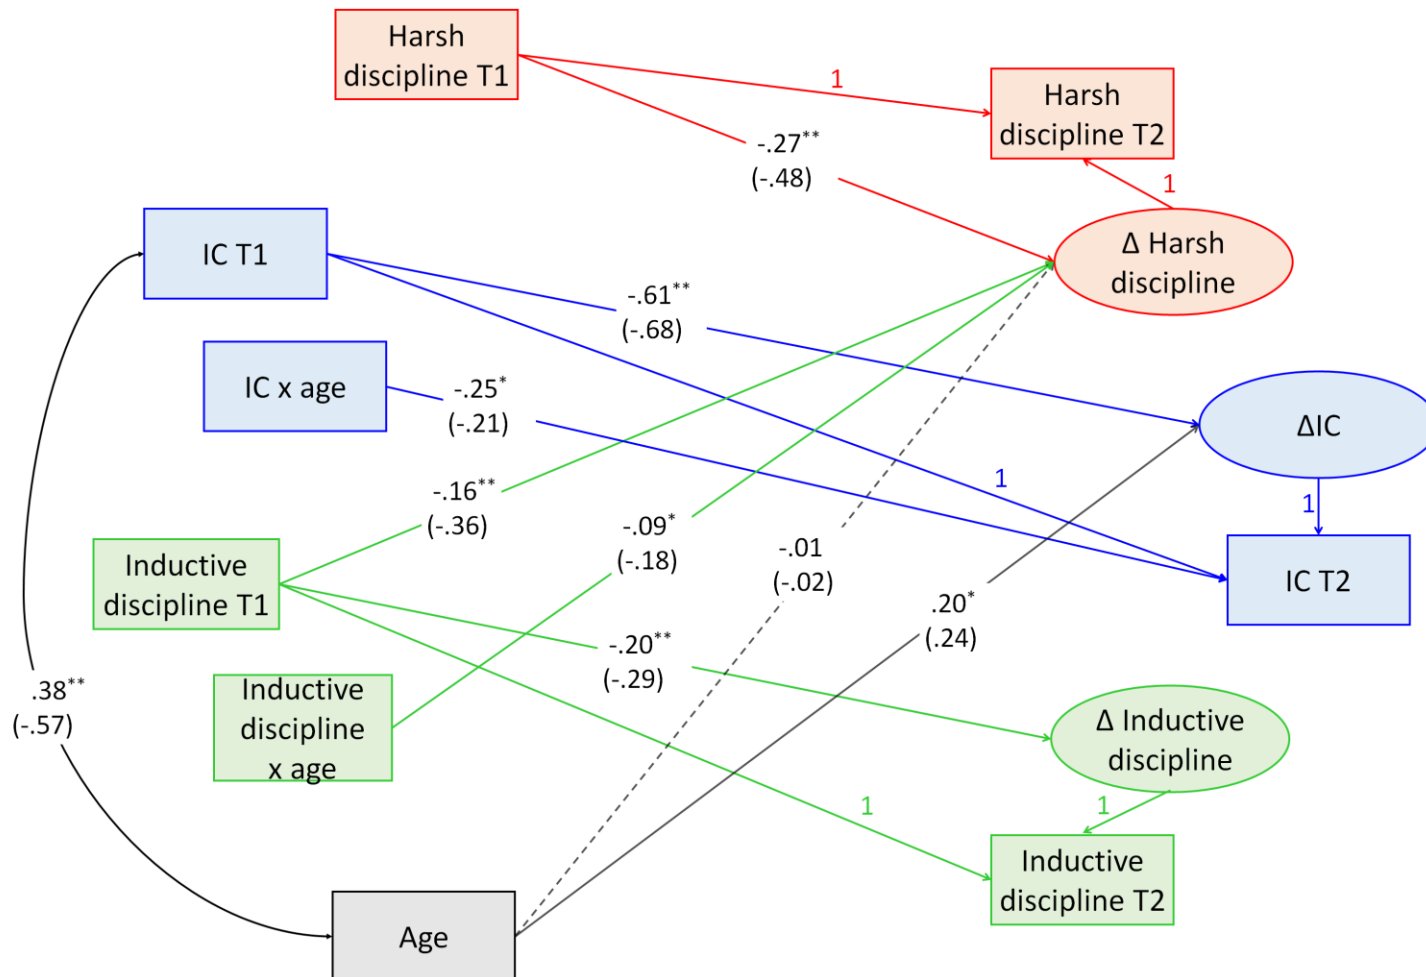 Harsh
discipline T1
1
Harsh
discipline T2
-.27**
(-.48)
1
IC T1
Δ Harsh
discipline
-.61**
(-.68)
IC x age
-.25*
(-.21)
ΔIC
1
-.16**
(-.36)
1
-.09*
(-.18)
-.01
(-.02)
Inductive
discipline T1
IC T2
.20*
(.24)
-.20**
(-.29)
.38**
(-.57)
Inductive
discipline
x age
Δ Inductive
discipline
1
1
Inductive
discipline T2
Age